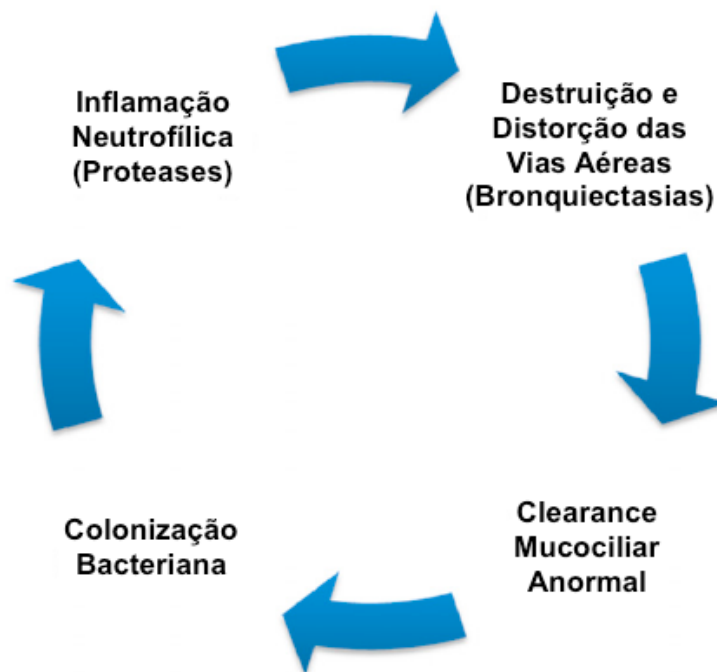 Inflamação
Neutrofílica
(Proteases)
Destruição e
Distorção das
Vias Aéreas
(Bronquiectasias)
Clearance
Mucociliar
Anormal
Colonização
Bacteriana